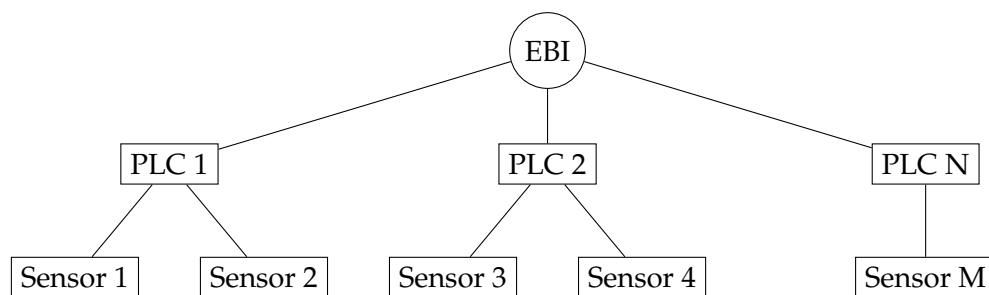 EBI
PLC 1
PLC 2
PLC N
Sensor 1
Sensor 2
Sensor 3
Sensor 4
Sensor M